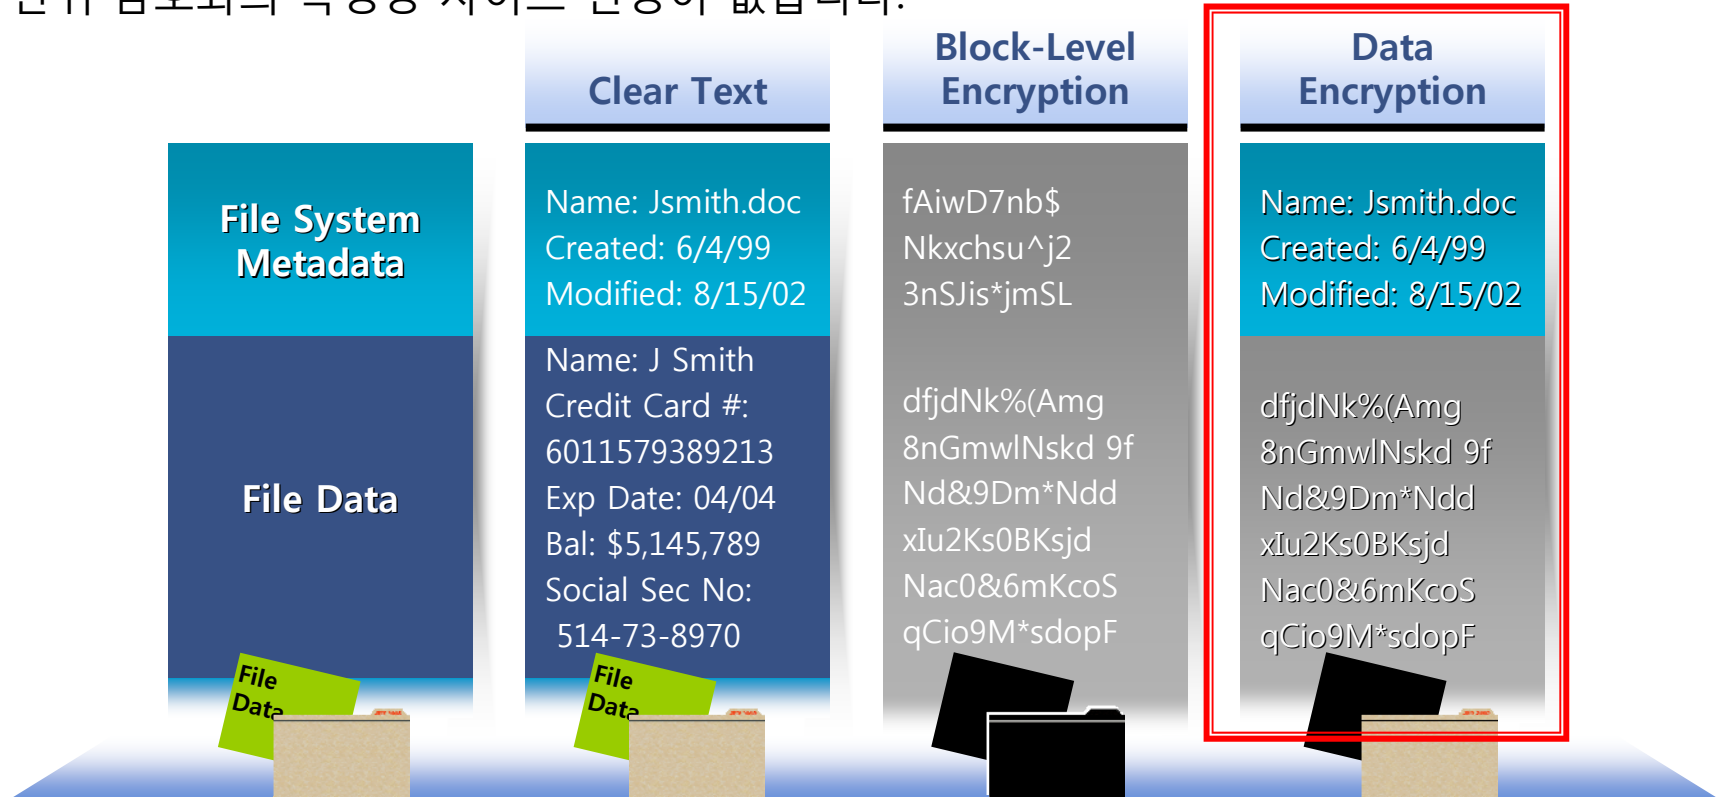 없습니다.
Clear Text
Block-Level
Encryption
Data
Encryption
File System
Metadata
Name: Jsmith.doc
Created: 6/4/99
Modified: 8/15/02
fAiwD7nb$
Nkxchsu^j2
3nSJis*jmSL
Name: Jsmith.doc
Created: 6/4/99
Modified: 8/15/02
File Data
Name: J Smith
Credit Card #:
6011579389213
Exp Date: 04/04
Bal: $5,145,789
Social Sec No:
514-73-8970
dfjdNk%(Amg
8nGmwlNskd 9f
Nd&9Dm*Ndd
xIu2Ks0BKsjd
Nac0&6mKcoS
qCio9M*sdopF
dfjdNk%(Amg
8nGmwlNskd 9f
Nd&9Dm*Ndd
xIu2Ks0BKsjd
Nac0&6mKcoS
qCio9M*sdopF
File
Data
File
Data